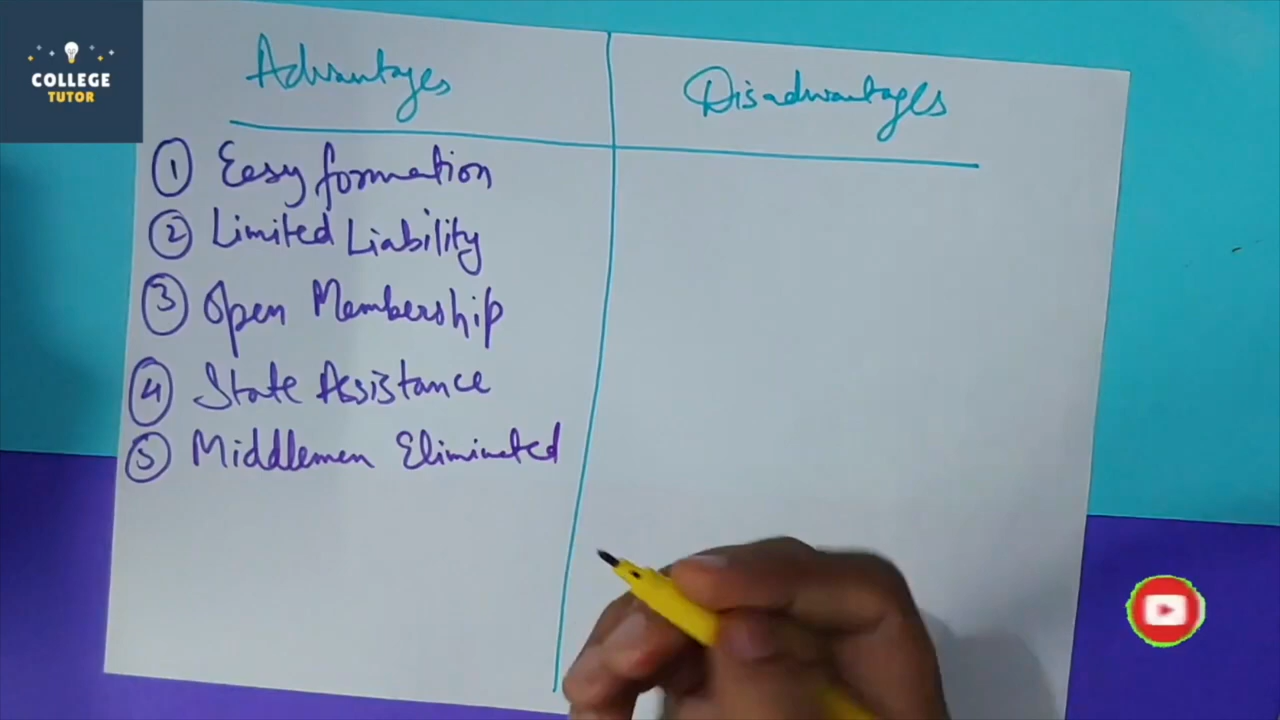 COLLEGE
TUTOR
Advantages
Disadvantages
① Easy formation
② Limited Liability
③ Open Membership
④ State Assistance
⑤ Middlemen Eliminated